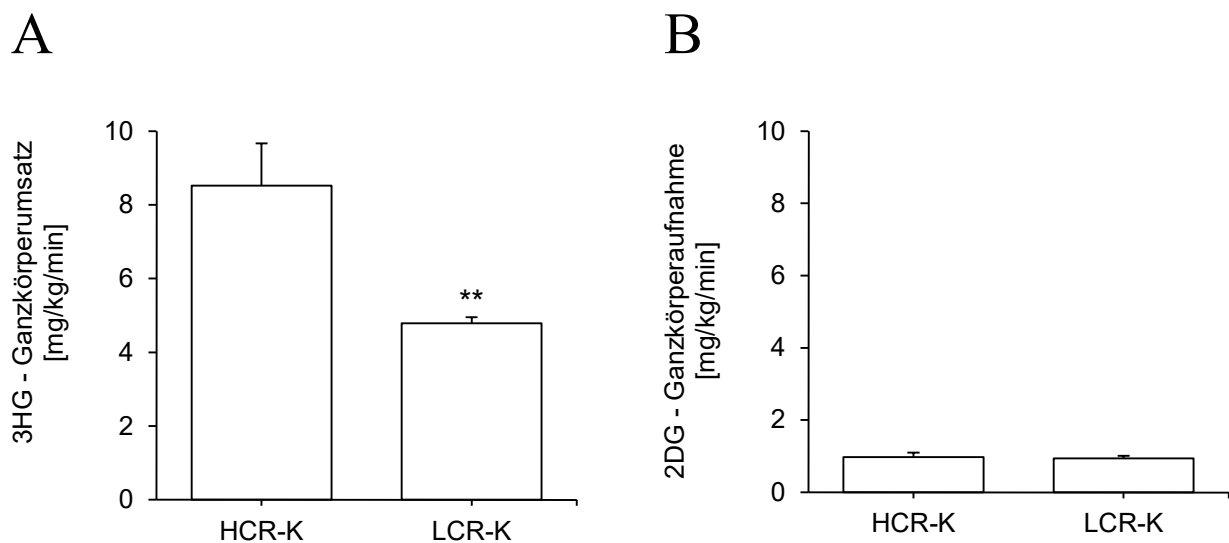 A
3HG - Ganzkörperumsatz
[mg/kg/min]
10
8
6
4
2
0
**
HCR-K
LCR-K
B
2DG - Ganzkörperaufnahme
[mg/kg/min]
10
8
6
4
2
0
HCR-K
LCR-K